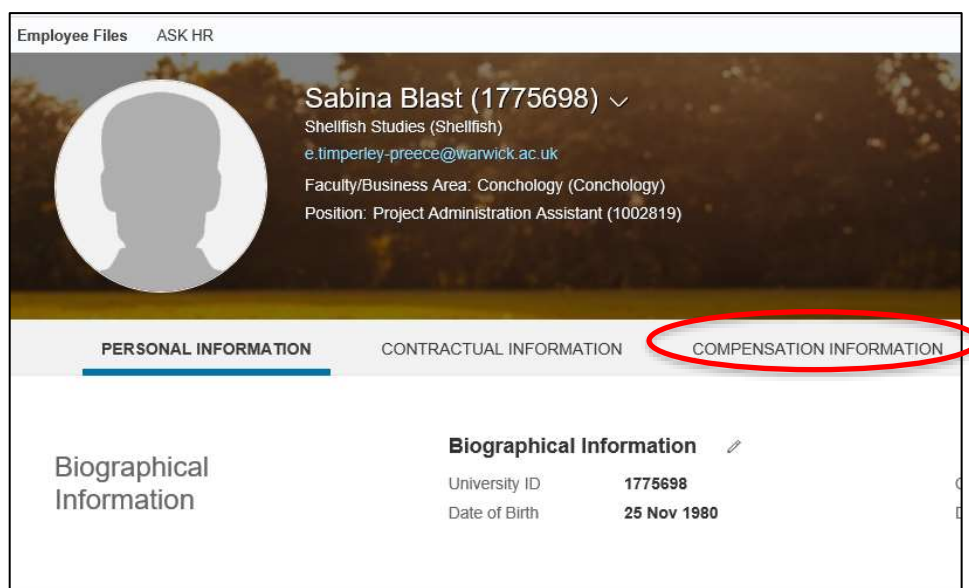 Employee Files ASK HR
Sabina Blast (1775698)
Shellfish Studies (Shellfish)
e.timperley-preece@warwick.ac.uk
Faculty/Business Area: Conchology (Conchology)
Position: Project Administration Assistant (1002819)
PERSONAL INFORMATION CONTRACTUAL INFORMATION COMPENSATION INFORMATION
Biographical Information
Biographical
Information
University ID 1775698
Date of Birth 25 Nov 1980